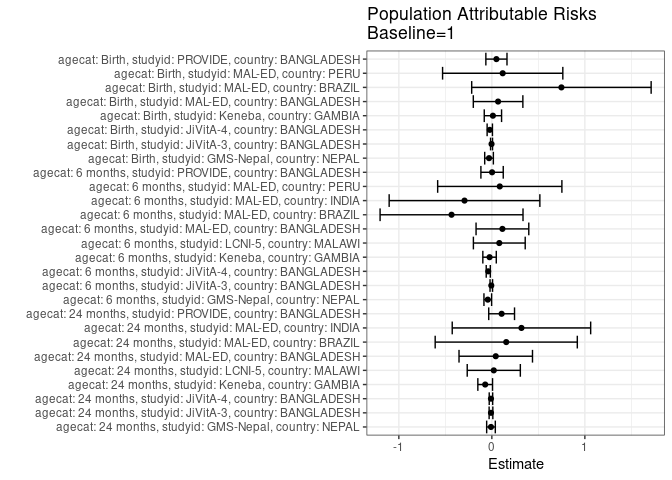 Population Attributable Risks
Baseline=1
agecat: Birth, studyid: PROVIDE, country: BANGLADESH
agecat: Birth, studyid: MAL-ED, country: PERU
agecat: Birth, studyid: MAL-ED, country: BRAZIL
agecat: Birth, studyid: MAL-ED, country: BANGLADESH
agecat: Birth, studyid: Keneba, country: GAMBIA
agecat: Birth, studyid: JiVitA-4, country: BANGLADESH
agecat: Birth, studyid: JiVitA-3, country: BANGLADESH
agecat: Birth, studyid: GMS-Nepal, country: NEPAL
agecat: 6 months, studyid: PROVIDE, country: BANGLADESH
agecat: 6 months, studyid: MAL-ED, country: PERU
agecat: 6 months, studyid: MAL-ED, country: INDIA
agecat: 6 months, studyid: MAL-ED, country: BRAZIL
agecat: 6 months, studyid: MAL-ED, country: BANGLADESH
agecat: 6 months, studyid: LCNI-5, country: MALAWI
agecat: 6 months, studyid: Keneba, country: GAMBIA
agecat: 6 months, studyid: JiVitA-4, country: BANGLADESH
agecat: 6 months, studyid: JiVitA-3, country: BANGLADESH
agecat: 6 months, studyid: GMS-Nepal, country: NEPAL
agecat: 24 months, studyid: PROVIDE, country: BANGLADESH
agecat: 24 months, studyid: MAL-ED, country: INDIA
agecat: 24 months, studyid: MAL-ED, country: BRAZIL
agecat: 24 months, studyid: MAL-ED, country: BANGLADESH
agecat: 24 months, studyid: LCNI-5, country: MALAWI
agecat: 24 months, studyid: Keneba, country: GAMBIA
agecat: 24 months, studyid: JiVitA-4, country: BANGLADESH
agecat: 24 months, studyid: JiVitA-3, country: BANGLADESH
agecat: 24 months, studyid: GMS-Nepal, country: NEPAL
-1 0 1
Estimate